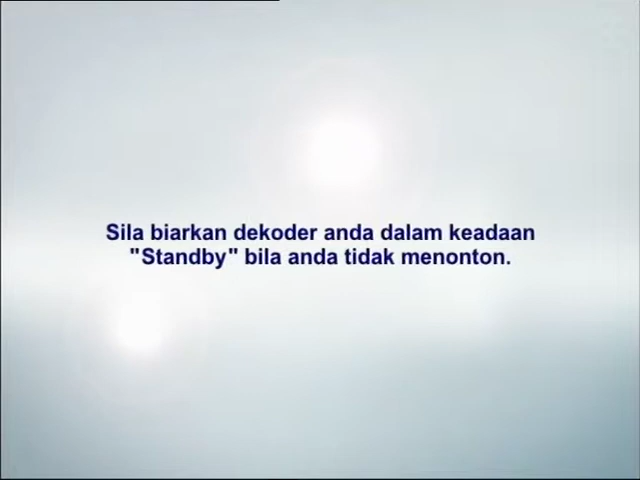 Sila biarkan dekoder anda dalam keadaan
"Standby" bila anda tidak menonton.